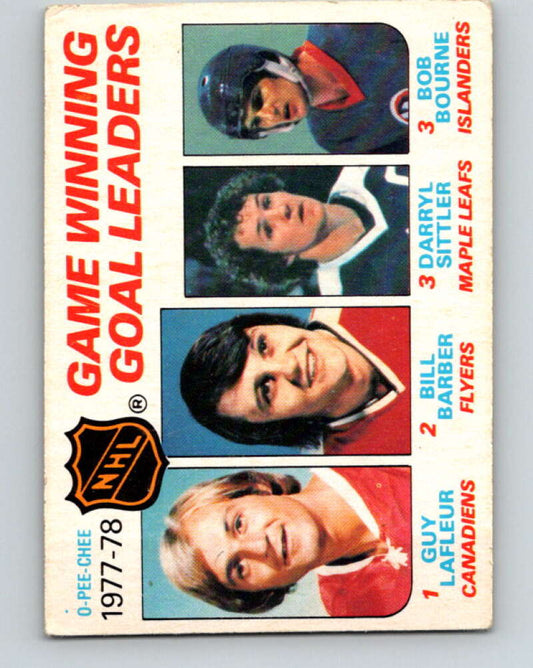 O-PEE-CHEE
1977-78
NHL ®
GAME WINNING
GOAL LEADERS
1 GUY
LAFLEUR
CANADIENS
2 BILL
BARBER
FLYERS
3 DARRYL
SITTLER
MAPLE LEAFS
3 BOB
BOURNE
ISLANDERS